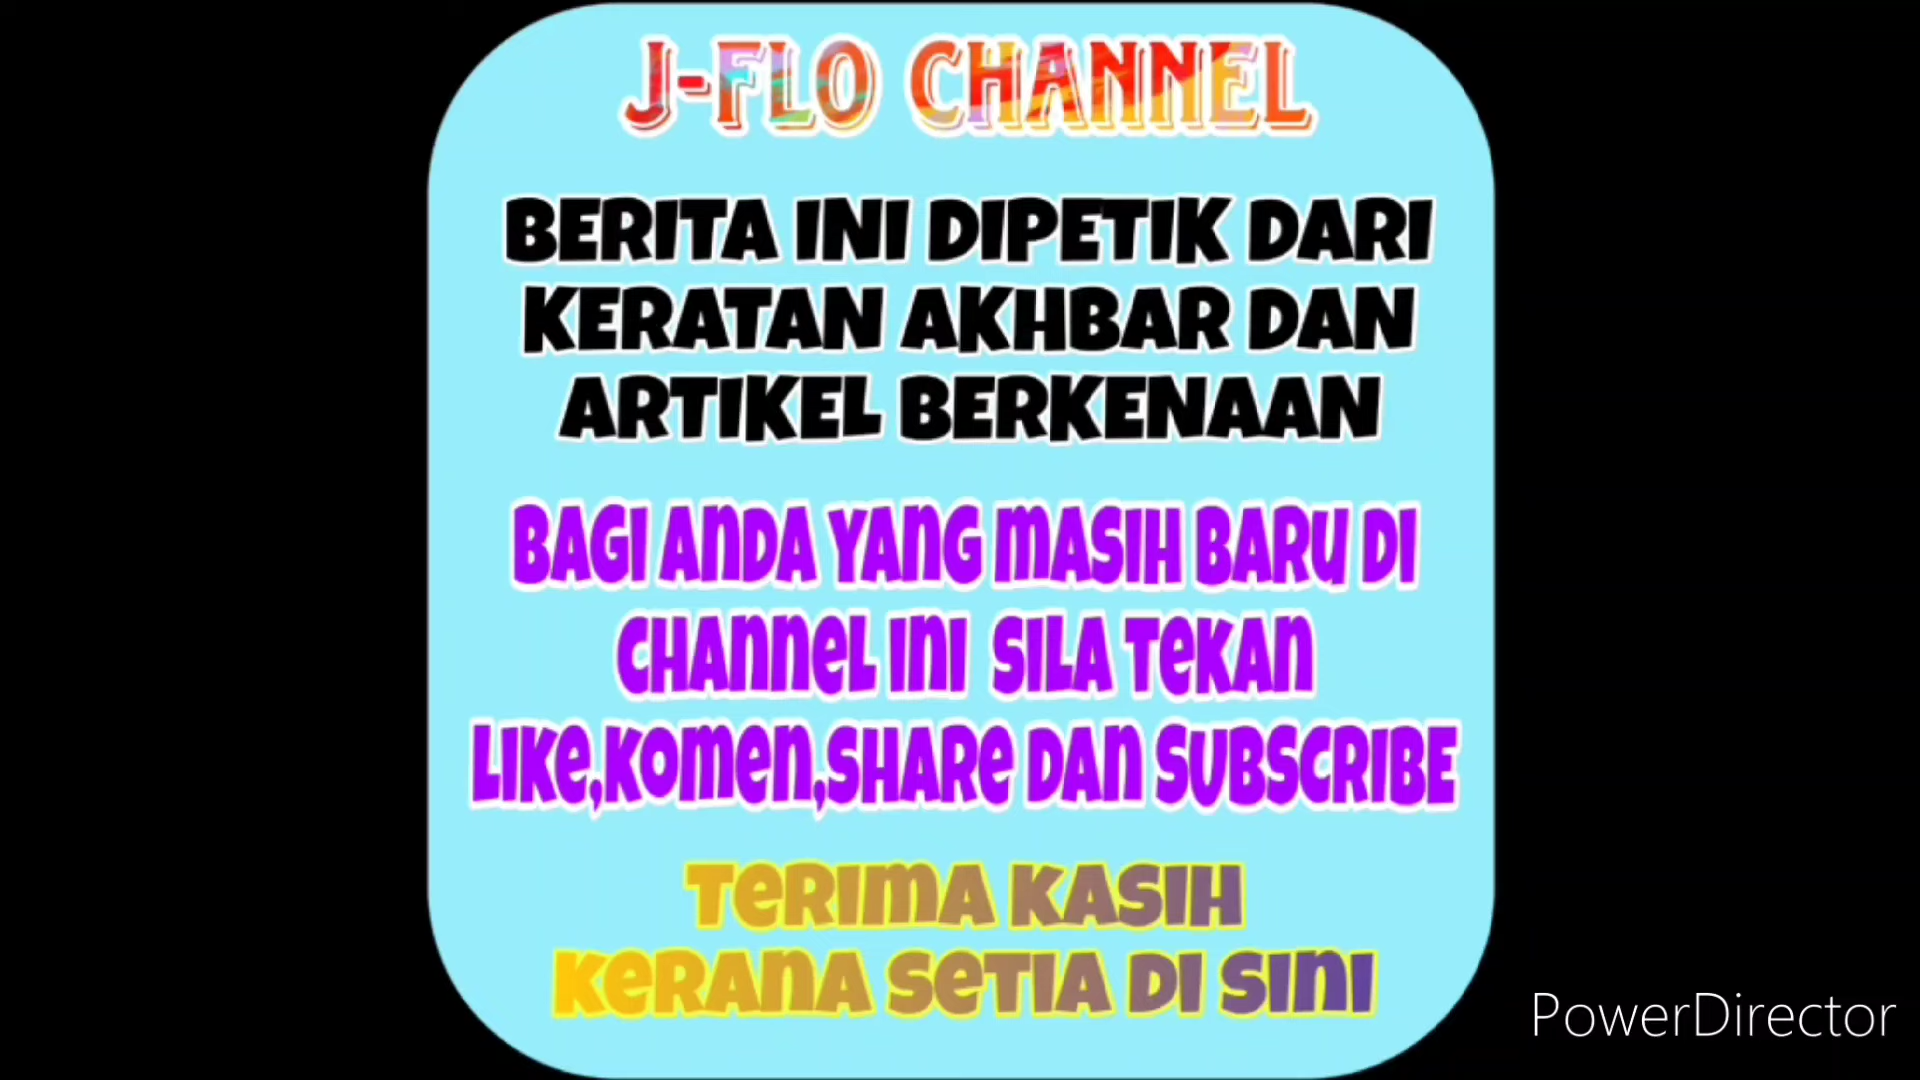 J-FLO CHANNEL
BERITA INI DIPETIK DARI
KERATAN AKHBAR DAN
ARTIKEL BERKENAAN
BAGI ANDA YANG MASIH BARU DI
CHANNEL INI SILA TEKAN
LIKE,KOMEN,SHARE DAN SUBSCRIBE
TERIMA KASIH
KERANA SETIA DI SINI
PowerDirector